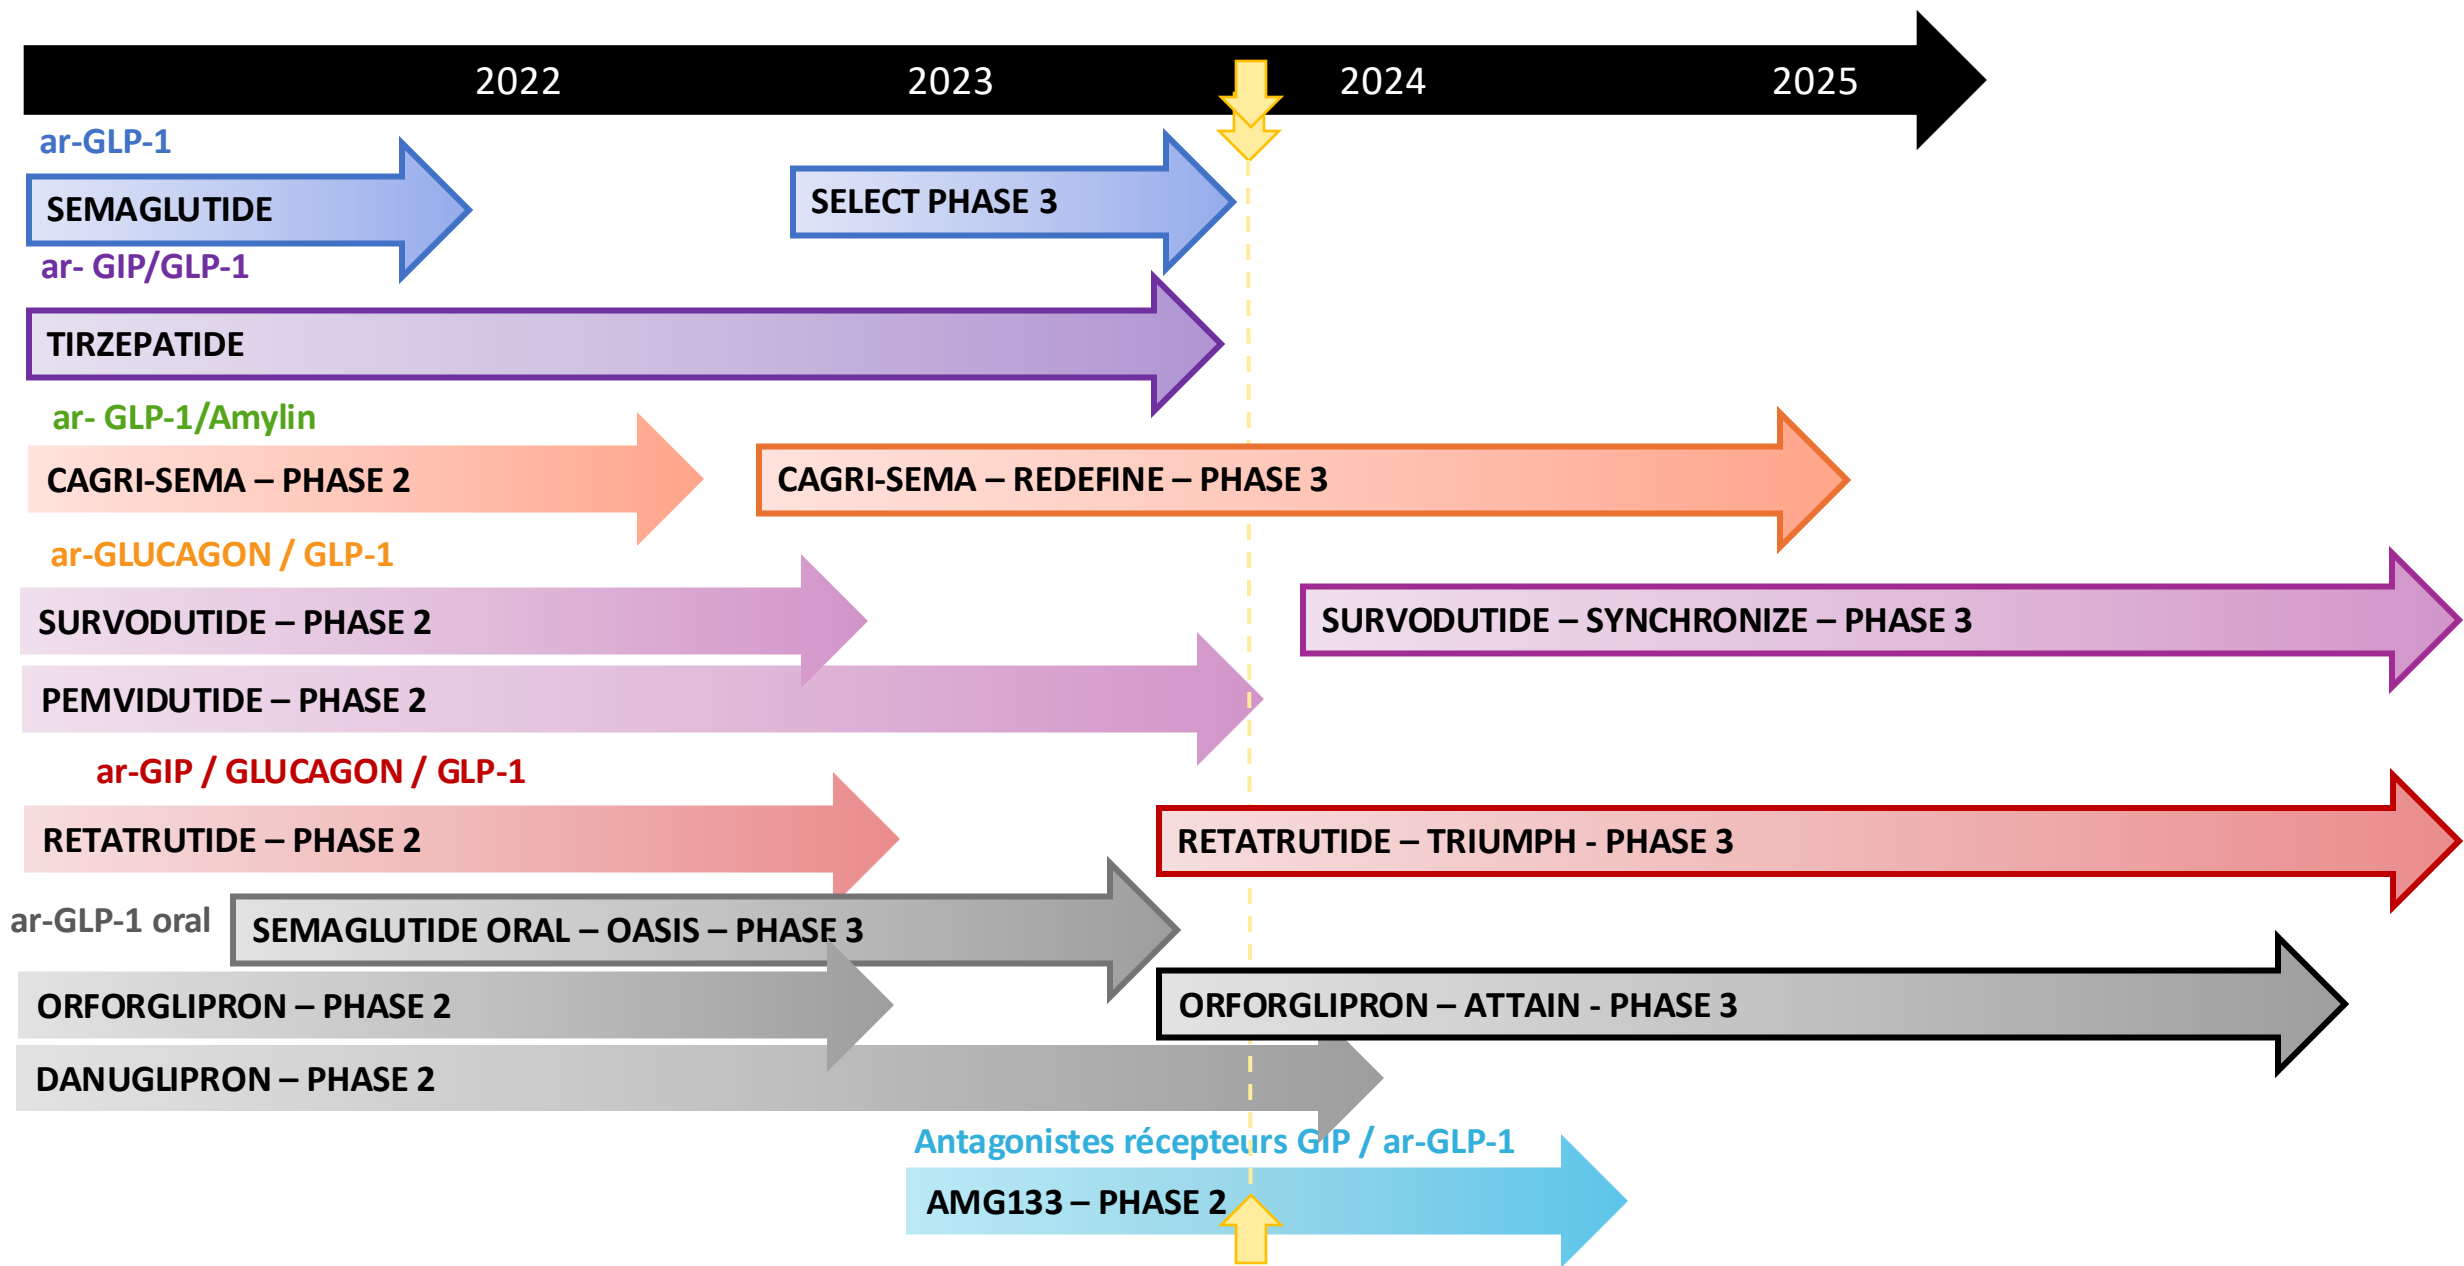 2022 2023 2024 2025
ar-GLP-1
SEMAGLUTIDE
SELECT PHASE 3
ar- GIP/GLP-1
TIRZEPATIDE
ar- GLP-1/Amylin
CAGRI-SEMA – PHASE 2
CAGRI-SEMA – REDEFINE – PHASE 3
ar-GLUCAGON / GLP-1
SURVODUTIDE – PHASE 2
SURVODUTIDE – SYNCHRONIZE – PHASE 3
PEMVIDUTIDE – PHASE 2
ar-GIP / GLUCAGON / GLP-1
RETATRUTIDE – PHASE 2
RETATRUTIDE – TRIUMPH - PHASE 3
ar-GLP-1 oral
SEMAGLUTIDE ORAL – OASIS – PHASE 3
ORFORGLIPRON – PHASE 2
ORFORGLIPRON – ATTAIN - PHASE 3
DANUGLIPRON – PHASE 2
Antagonistes récepteurs GIP / ar-GLP-1
AMG133 – PHASE 2